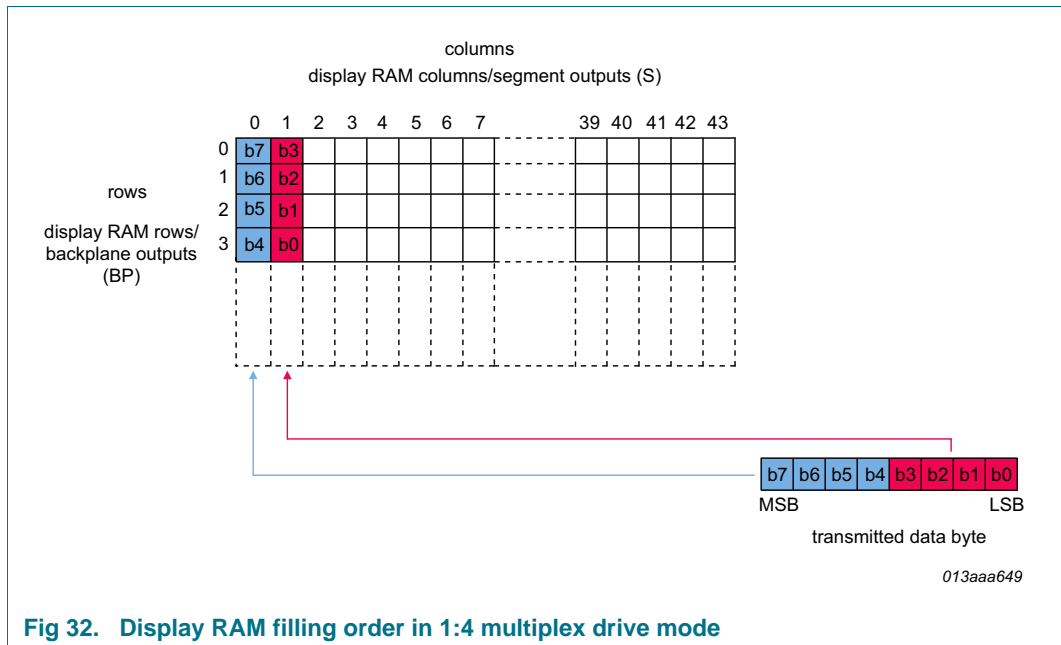 columns
display RAM columns/segment outputs (S)
0 1 2 3 4 5 6 7 39 40 41 42 43
0 b7 b3
1 b6 b2
rows
2 b5 b1
display RAM rows/
3 b4 b0
backplane outputs
(BP)
b7 b6 b5 b4 b3 b2 b1 b0
MSB LSB
transmitted data byte
013aaa649
Fig 32. Display RAM filling order in 1:4 multiplex drive mode